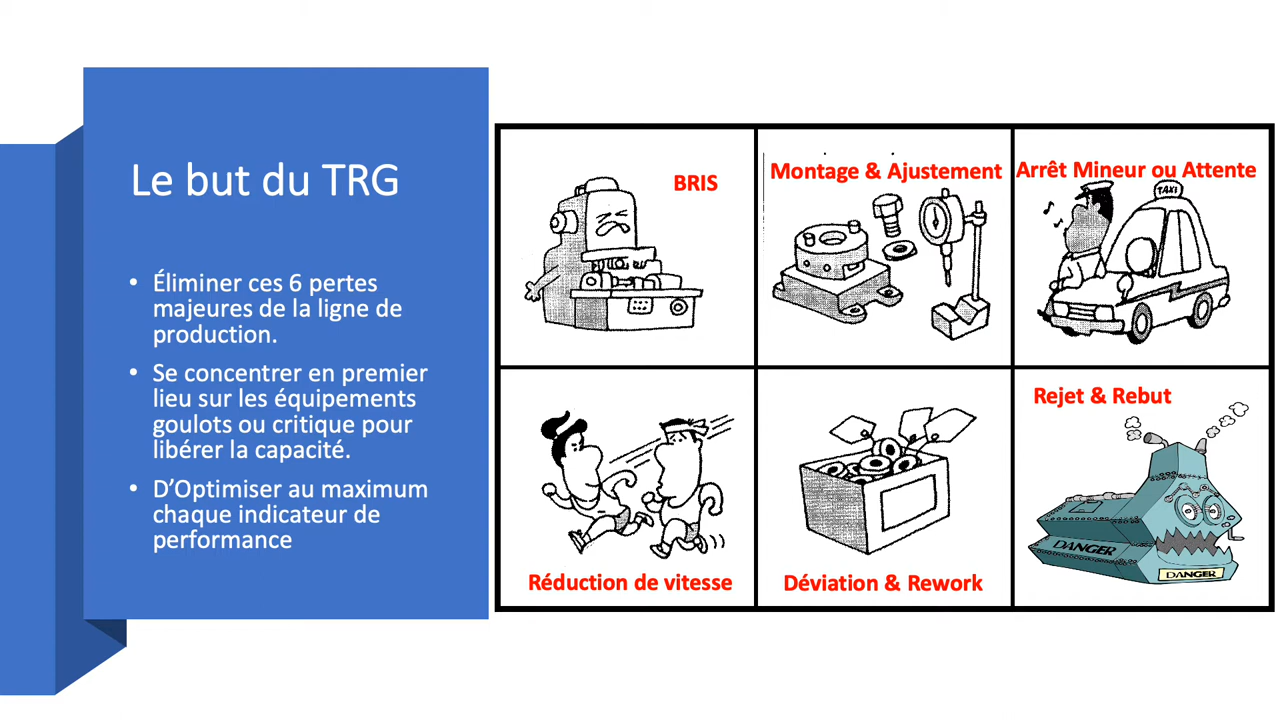 Le but du TRG
• Éliminer ces 6 pertes
majeures de la ligne de
production.
• Se concentrer en premier
lieu sur les équipements
goulots ou critique pour
libérer la capacité.
• D’Optimiser au maximum
chaque indicateur de
performance
BRIS
Montage & Ajustement
Arrêt Mineur ou Attente
TAXI
Réduction de vitesse
Déviation & Rework
Rejet & Rebut
DANGER
DANGER